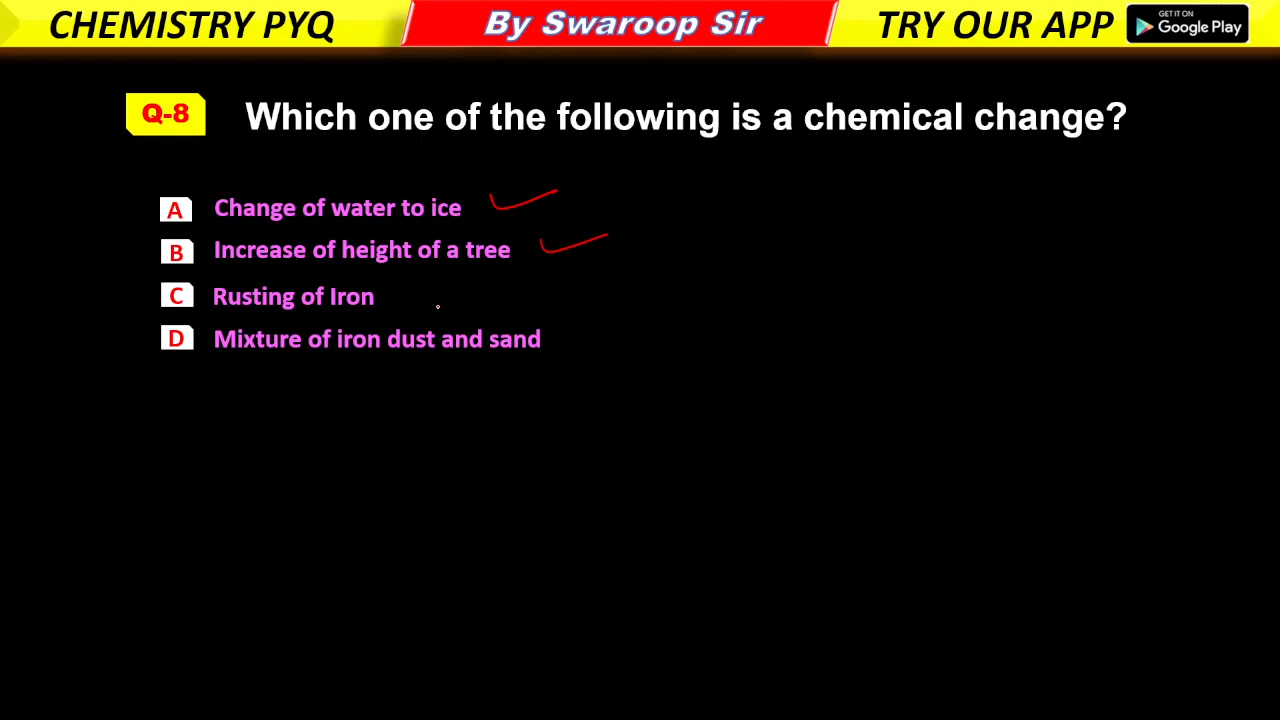 CHEMISTRY PYQ
By Swaroop Sir
TRY OUR APP
GET IT ON
Google Play
Q-8
Which one of the following is a chemical change?
A Change of water to ice
B Increase of height of a tree
C Rusting of Iron
D Mixture of iron dust and sand